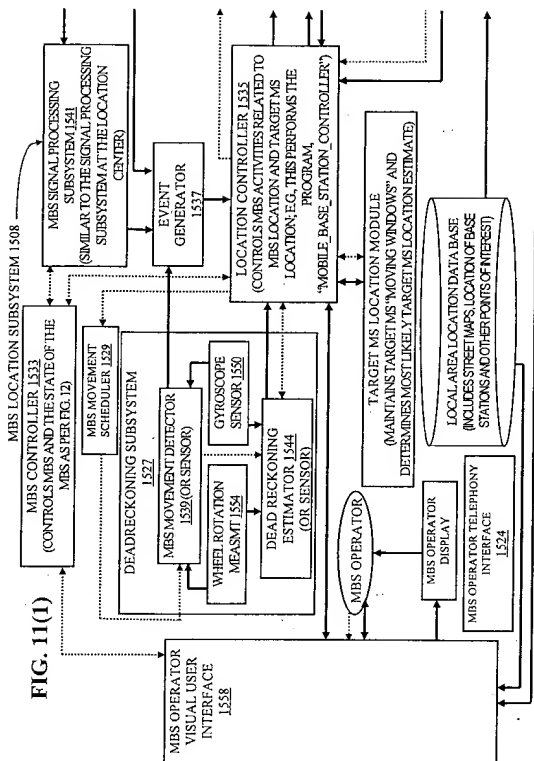 FIG. 11(1)
MBS LOCATION SUBSYSTEM 1508
MBS CONTROLLER 1533
(CONTROLS MBS AND THE STATE OF THE
MBS AS PER FIG. 12)
MBS SIGNAL PROCESSING
SUBSYSTEM 1541
(SIMILAR TO THE SIGNAL PROCESSING
SUBSYSTEM AT THE LOCATION
CENTER)
MBS MOVEMENT
SCHEDULER 1529
EVENT
GENERATOR
1537
DEADRECKONING SUBSYSTEM
1527
MBS MOVEMENT DETECTOR
1539 (OR SENSOR)
WHEEL ROTATION
MEASMT 1554
GYROSCOPE
SENSOR 1550
DEAD RECKONING
ESTIMATOR 1544
(OR SENSOR)
LOCATION CONTROLLER 1535
(CONTROLS MBS ACTIVITIES RELATED TO
MBS LOCATION AND TARGET MS
LOCATION; E.G., THIS PERFORMS THE
PROGRAM,
“MOBILE_BASE_STATION_CONTROLLER”)
MBS OPERATOR
VISUAL USER
INTERFACE
1558
MBS OPERATOR
MBS OPERATOR
DISPLAY
MBS OPERATOR TELEPHONY
INTERFACE
1524
TARGET MS LOCATION MODULE
(MAINTAINS TARGET MS “MOVING WINDOWS” AND
DETERMINES MOST LIKELY TARGET MS LOCATION ESTIMATE)
LOCAL AREA LOCATION DATA BASE
(INCLUDES STREET MAPS, LOCATION OF BASE
STATIONS AND OTHER POINTS OF INTEREST)